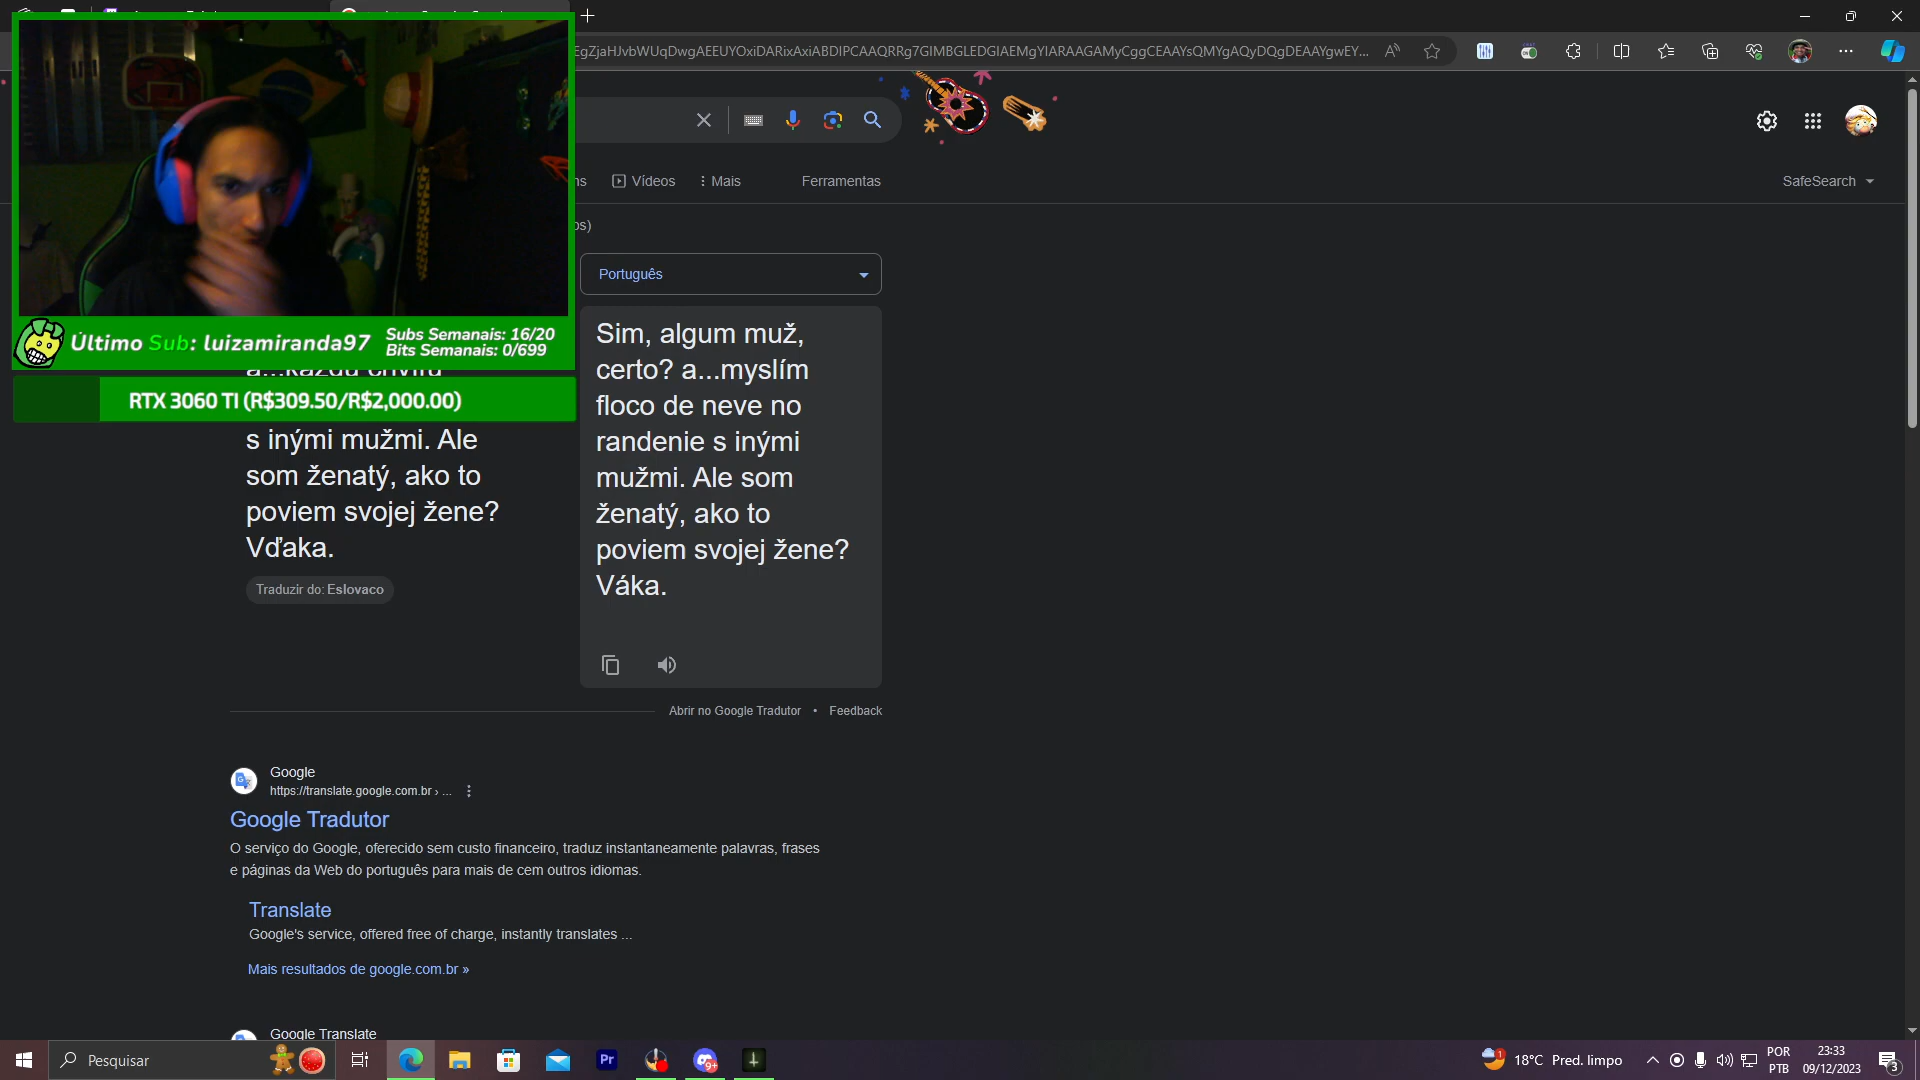 EgZjaHJvbWUqDwgAEEUYOxiDARixAxiABDIPCAAQRRg7GIMBGLEDGIAEMgYIARAAGAMyCggCEAAYsQMYgAQyDQgDEAAYgwEY...
Vídeos
Mais
Ferramentas
SafeSearch
Português
Último Sub: luizamiranda97
Subs Semanais: 16/20
Bits Semanais: 0/699
RTX 3060 TI (R$309.50/R$2,000.00)
s inými mužmi. Ale
som ženatý, ako to
poviem svojej žene?
Vďaka.
Traduzir do: Eslovaco
Sim, algum muž,
certo? a...myslím
floco de neve no
randenie s inými
mužmi. Ale som
ženatý, ako to
poviem svojej žene?
Váka.
Abrir no Google Tradutor • Feedback
Google
https://translate.google.com.br › ...
Google Tradutor
O serviço do Google, oferecido sem custo financeiro, traduz instantaneamente palavras, frases
e páginas da Web do português para mais de cem outros idiomas.
Translate
Google's service, offered free of charge, instantly translates ...
Mais resultados de google.com.br »
Google Translate
Pesquisar
Pr
9+
1
18°C Pred. limpo
POR
PTB
23:33
09/12/2023
3